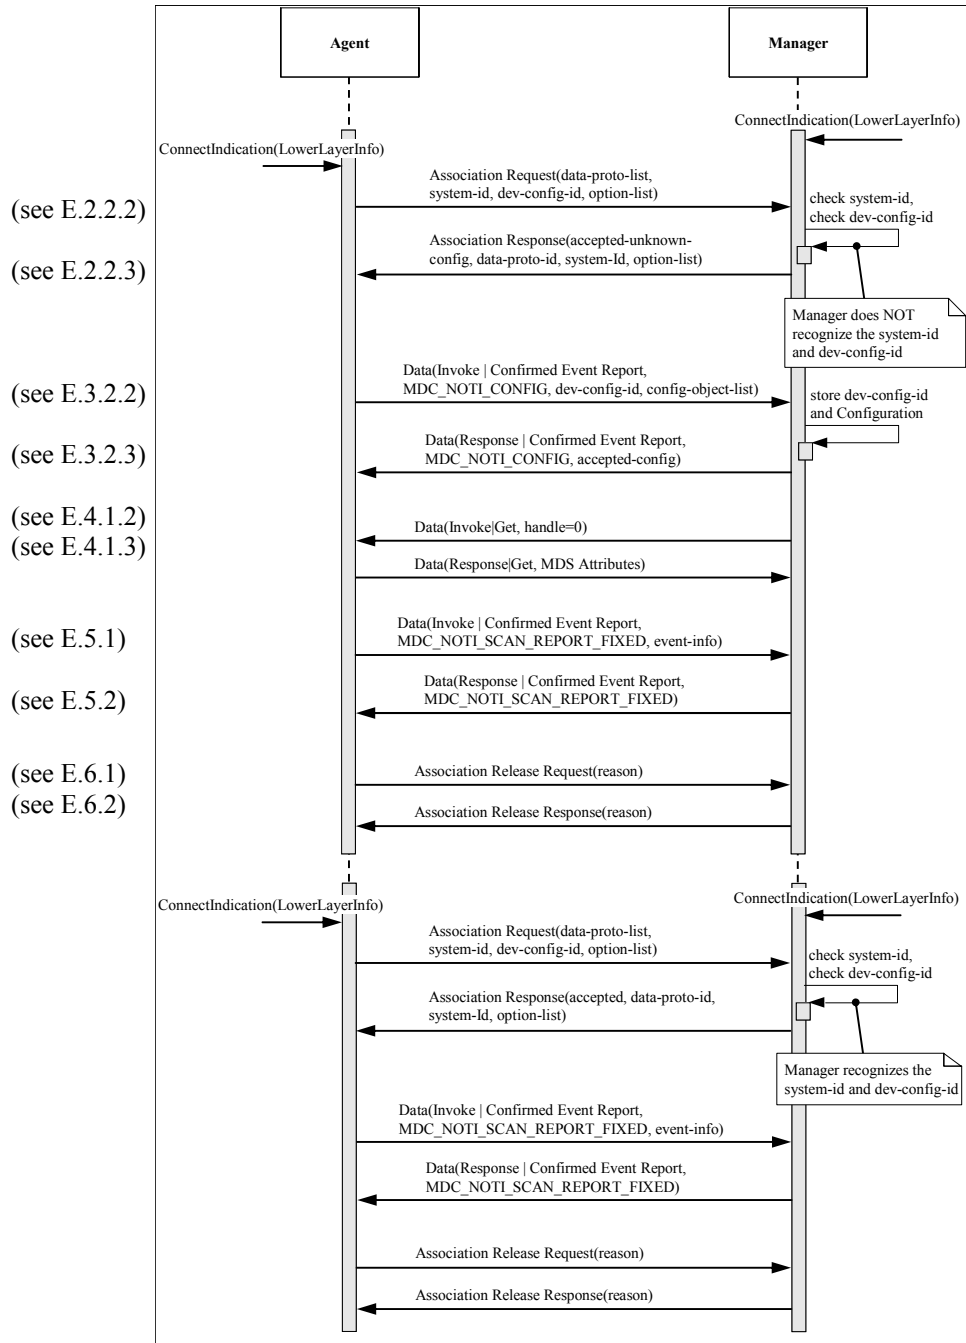 Agent
Manager
ConnectIndication(LowerLayerInfo)
ConnectIndication(LowerLayerInfo)
Association Request(data-proto-list,
system-id, dev-config-id, option-list)
(see E.2.2.2)
check system-id,
check dev-config-id
Association Response(accepted-unknown-
config, data-proto-id, system-Id, option-list)
(see E.2.2.3)
Manager does NOT
recognize the system-id
and dev-config-id
Data(Invoke | Confirmed Event Report,
MDC_NOTI_CONFIG, dev-config-id, config-object-list)
(see E.3.2.2)
store dev-config-id
and Configuration
Data(Response | Confirmed Event Report,
MDC_NOTI_CONFIG, accepted-config)
(see E.3.2.3)
(see E.4.1.2)
Data(Invoke|Get, handle=0)
(see E.4.1.3)
Data(Response|Get, MDS Attributes)
Data(Invoke | Confirmed Event Report,
MDC_NOTI_SCAN_REPORT_FIXED, event-info)
(see E.5.1)
Data(Response | Confirmed Event Report,
MDC_NOTI_SCAN_REPORT_FIXED)
(see E.5.2)
(see E.6.1)
Association Release Request(reason)
(see E.6.2)
Association Release Response(reason)
ConnectIndication(LowerLayerInfo)
ConnectIndication(LowerLayerInfo)
Association Request(data-proto-list,
system-id, dev-config-id, option-list)
check system-id,
check dev-config-id
Association Response(accepted, data-proto-id,
system-Id, option-list)
Manager recognizes the
system-id and dev-config-id
Data(Invoke | Confirmed Event Report,
MDC_NOTI_SCAN_REPORT_FIXED, event-info)
Data(Response | Confirmed Event Report,
MDC_NOTI_SCAN_REPORT_FIXED)
Association Release Request(reason)
Association Release Response(reason)